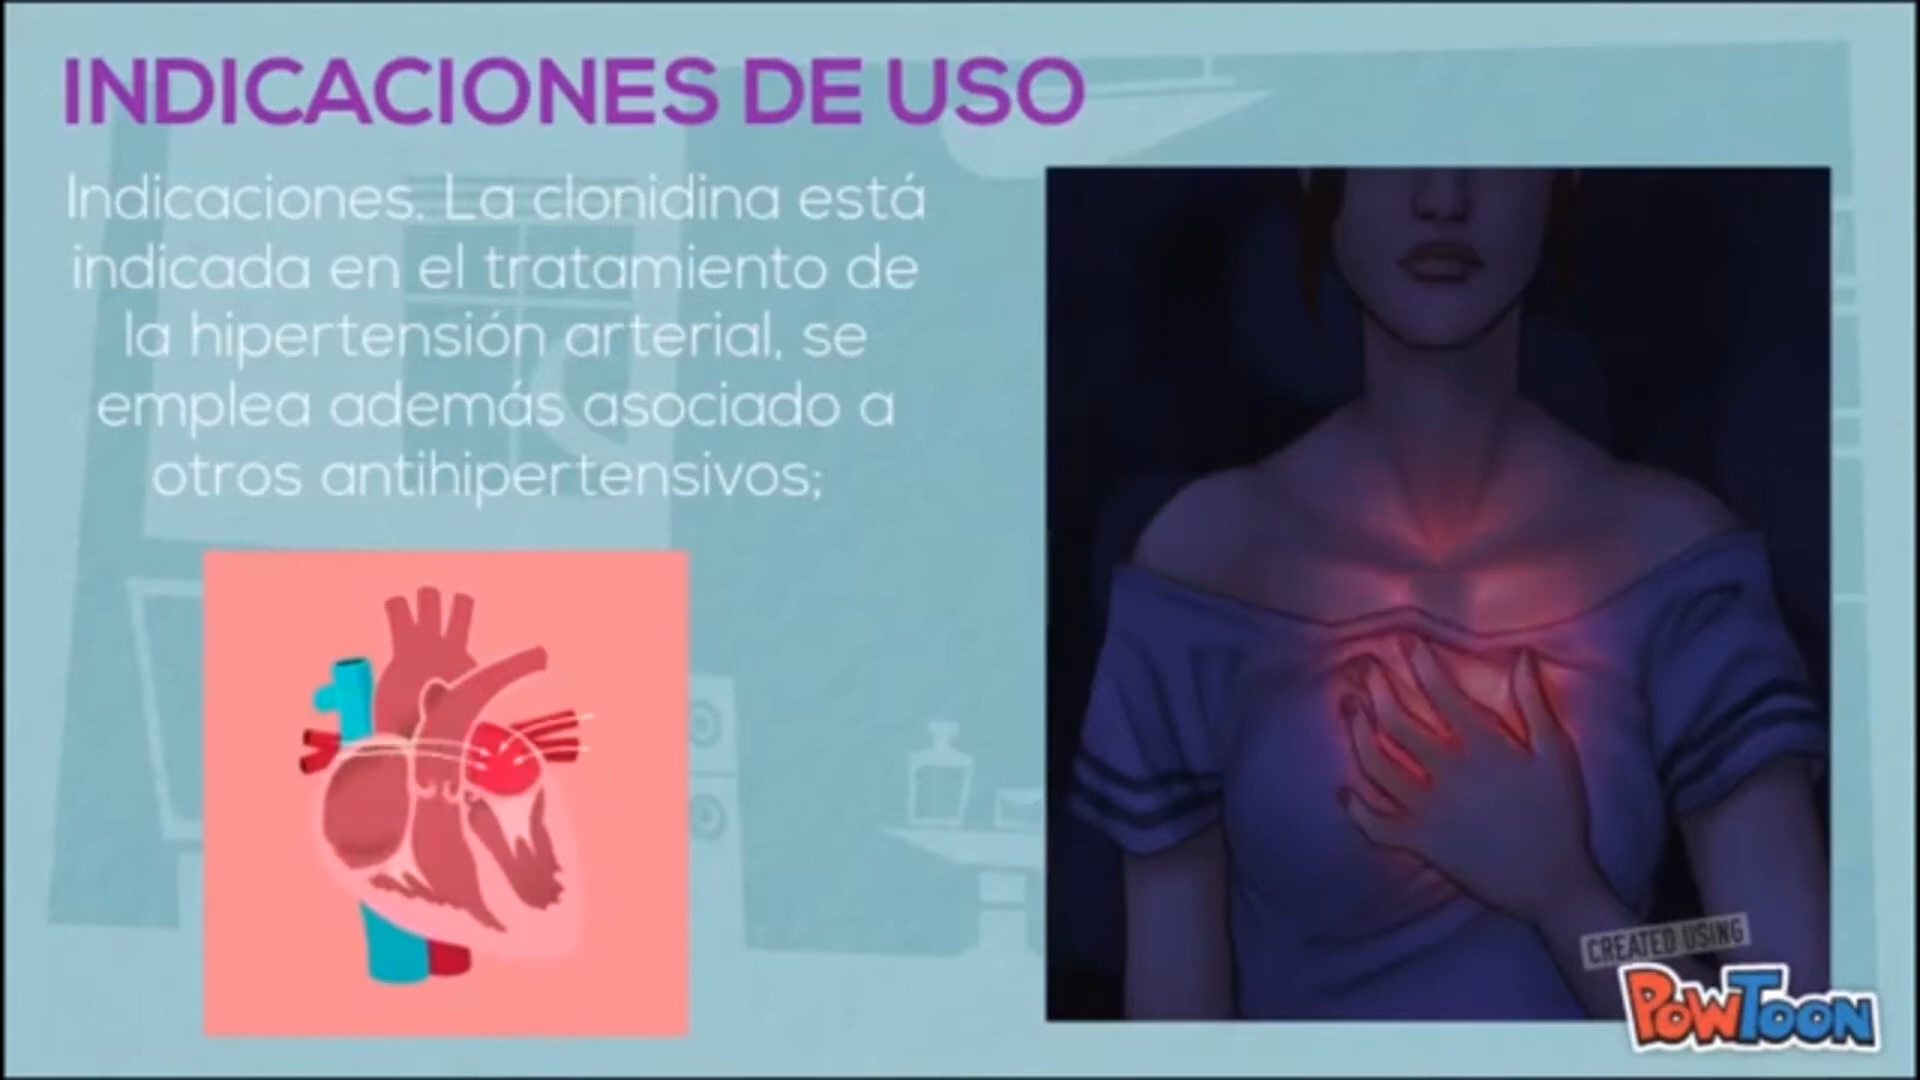 INDICACIONES DE USO
Indicaciones. La clonidina está
indicada en el tratamiento de
la hipertensión arterial, se
emplea además asociado a
otros antihipertensivos;
CREATED USING
POWTOON